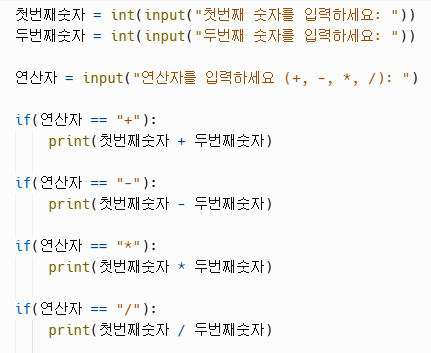 첫번째숫자 = int(input("첫번째 숫자를 입력하세요: "))
두번째숫자 = int(input("두번째 숫자를 입력하세요: "))
연산자 = input("연산자를 입력하세요 (+, -, *, /): ")
if(연산자 == "+"):
    print(첫번째숫자 + 두번째숫자)
if(연산자 == "-"):
    print(첫번째숫자 - 두번째숫자)
if(연산자 == "*"):
    print(첫번째숫자 * 두번째숫자)
if(연산자 == "/"):
    print(첫번째숫자 / 두번째숫자)